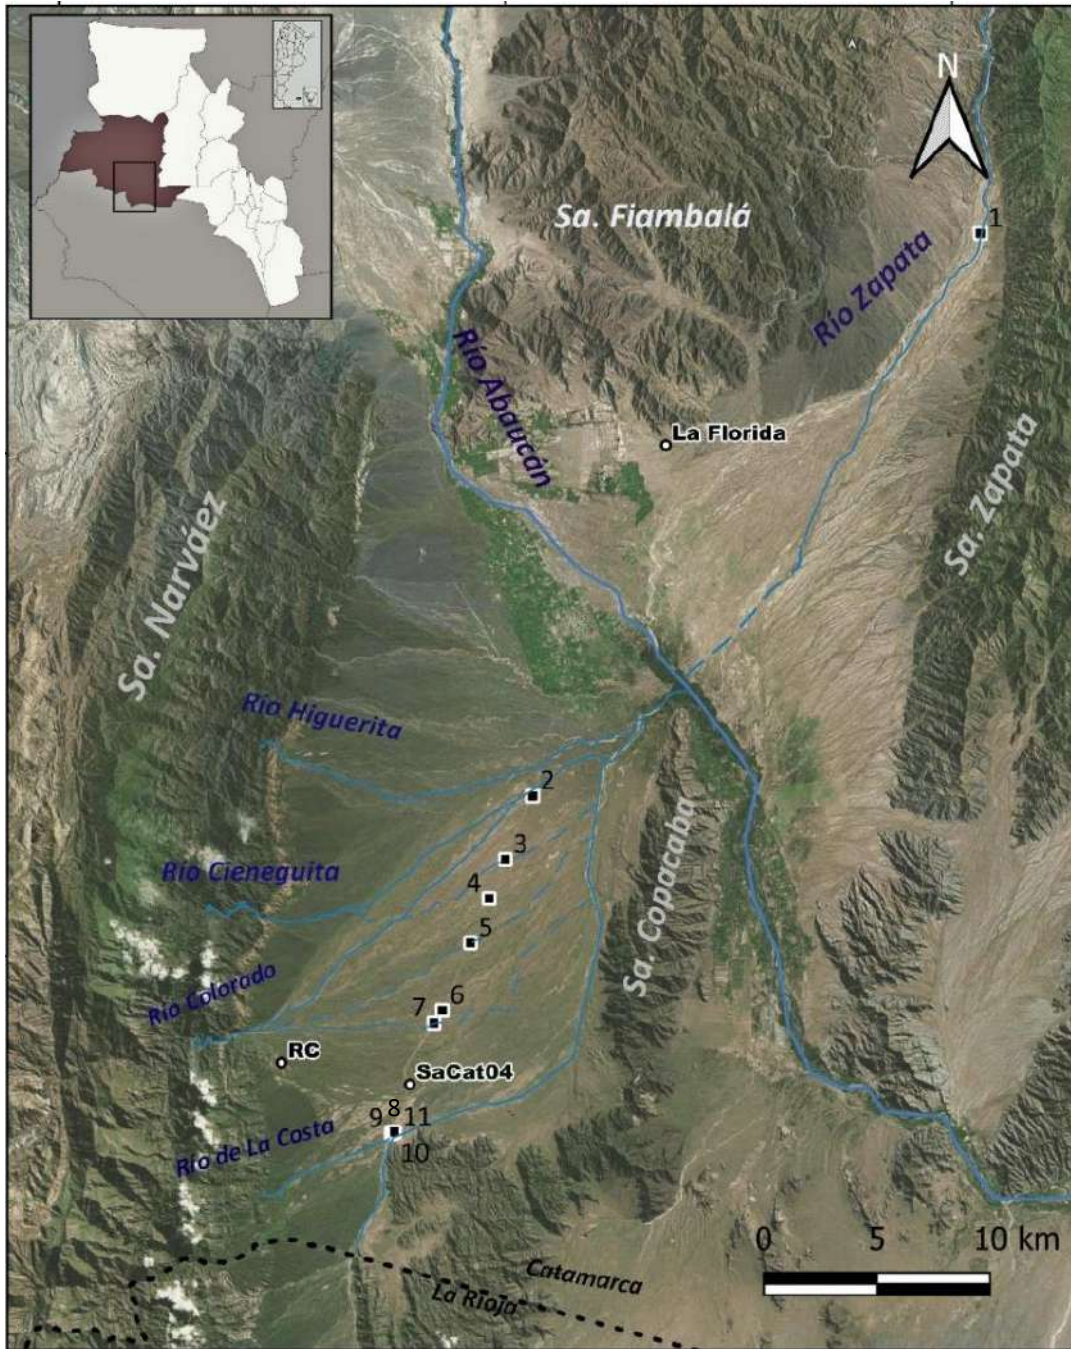 N
Sa. Fiambalá
1
Río Zapata
Río Abaucán
La Florida
Sa. Zapata
Sa. Narváez
Río Higuerita
2
3
Río Cieneguita
4
5
Sa. Copacaba
Río Colorado
6
7
RC
SaCat04
8
9 11
10
Río de La Costa
0 5 10 km
Catamarca
La Rioja